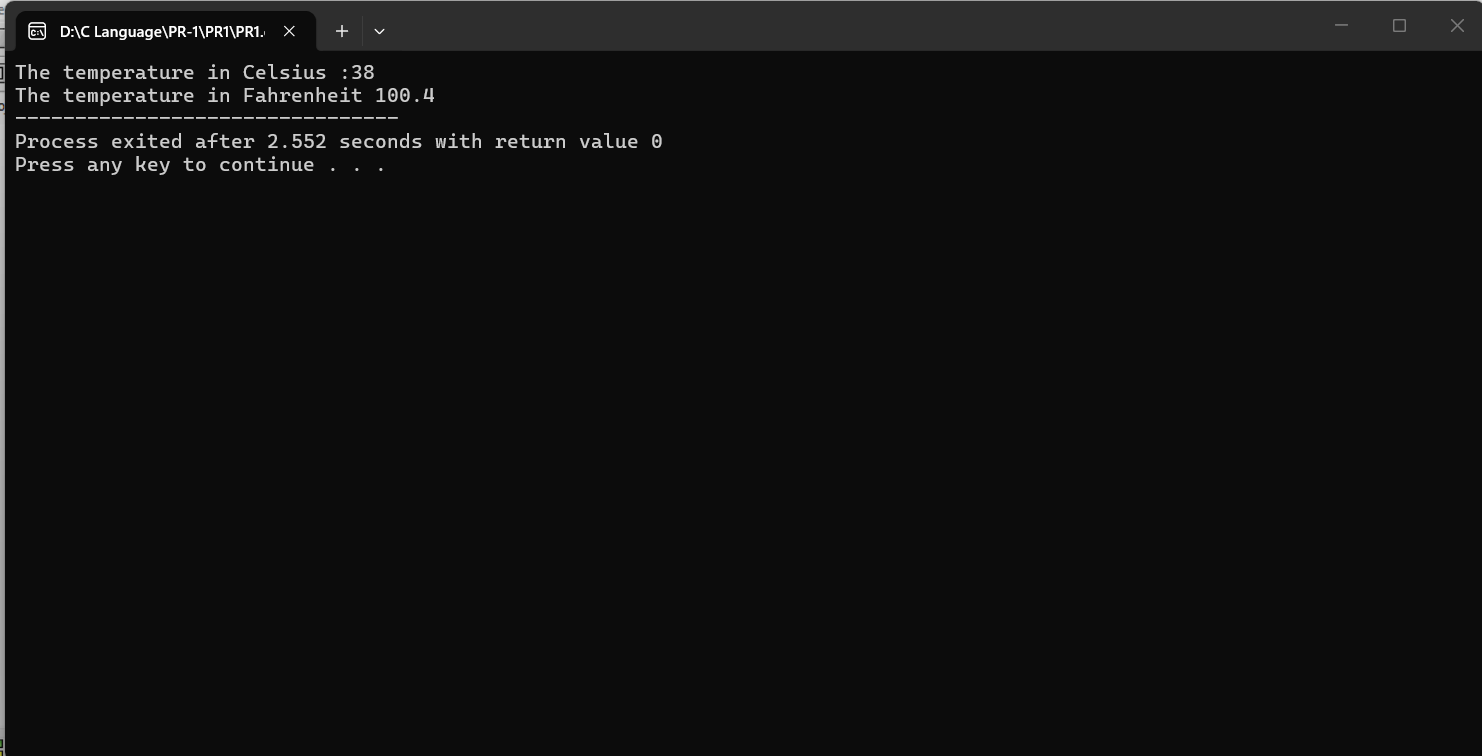 D:\C Language\PR-1\PR1\PR1.
The temperature in Celsius :38
The temperature in Fahrenheit 100.4
--------------------------------
Process exited after 2.552 seconds with return value 0
Press any key to continue . . .